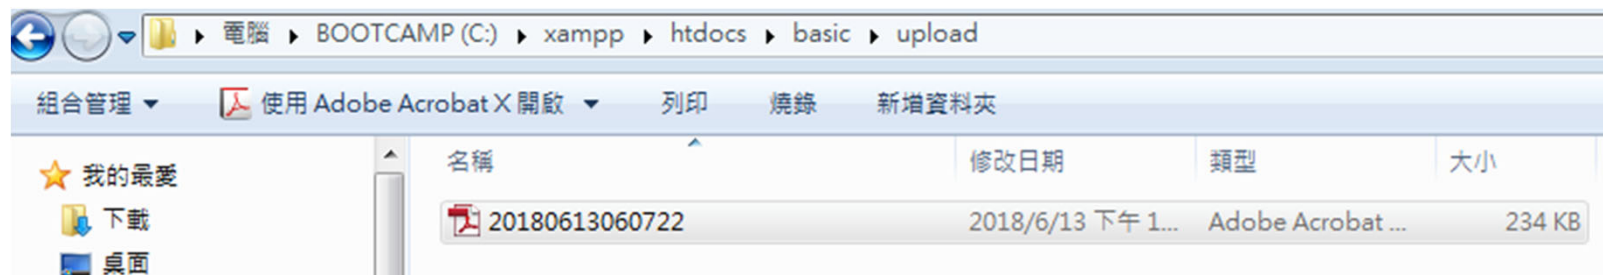 電腦 BOOTCAMP (C:) xampp htdocs basic upload
組合管理 使用 Adobe Acrobat X 開啟 列印 燒錄 新增資料夾
我的最愛
下載
桌面
名稱 修改日期 類型 大小
20180613060722 2018/6/13 下午 1... Adobe Acrobat ... 234 KB